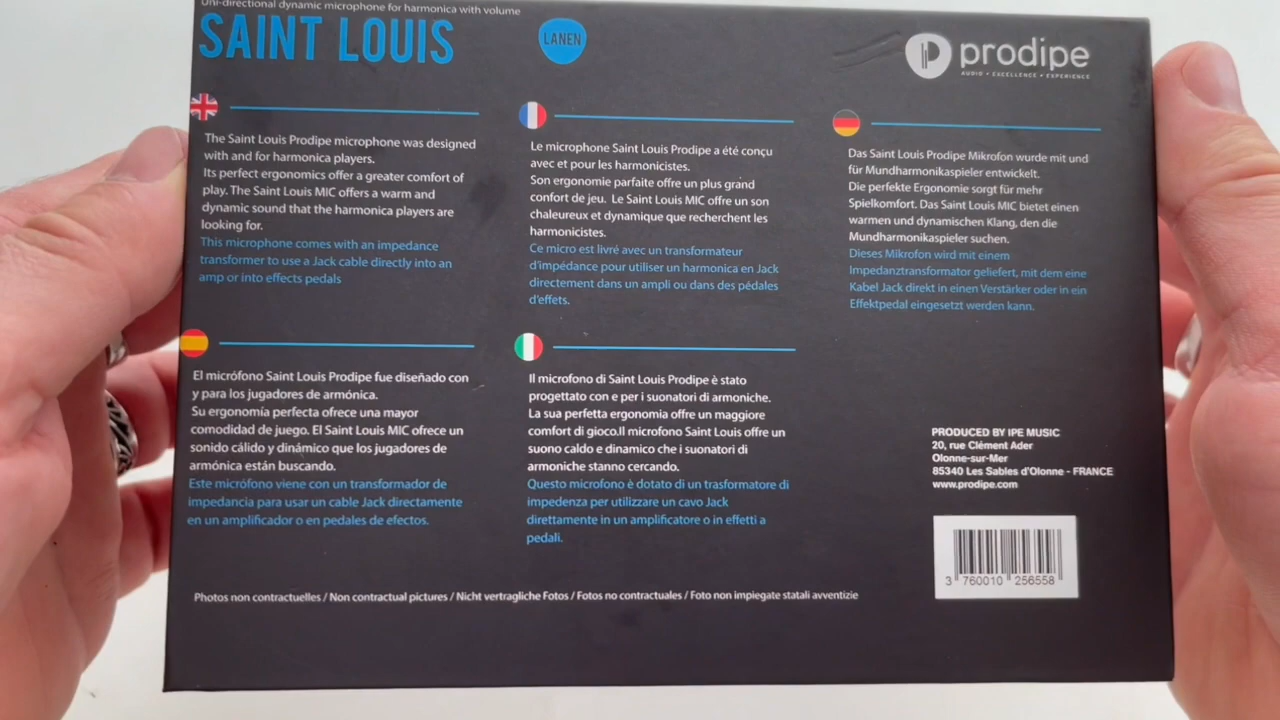 Uni-directional dynamic microphone for harmonica with volume
SAINT LOUIS
LANEN
prodipe
AUDIO • EXCELLENCE • EXPERIENCE
The Saint Louis Prodipe microphone was designed
with and for harmonica players.
Its perfect ergonomics offer a greater comfort of
play. The Saint Louis MIC offers a warm and
dynamic sound that the harmonica players are
looking for.
This microphone comes with an impedance
transformer to use a Jack cable directly into an
amp or into effects pedals
Le microphone Saint Louis Prodipe a été conçu
avec et pour les harmonicistes.
Son ergonomie parfaite offre un plus grand
confort de jeu. Le Saint Louis MIC offre un son
chaleureux et dynamique que recherchent les
harmonicistes.
Ce micro est livré avec un transformateur
d'impédance pour utiliser un harmonica en Jack
directement dans un ampli ou dans des pédales
d'effets.
Das Saint Louis Prodipe Mikrofon wurde mit und
für Mundharmonikaspieler entwickelt.
Die perfekte Ergonomie sorgt für mehr
Spielkomfort. Das Saint Louis MIC bietet einen
warmen und dynamischen Klang, den die
Mundharmonikaspieler suchen.
Dieses Mikrofon wird mit einem
Impedanztransformator geliefert, mit dem eine
Kabel Jack direkt in einen Verstärker oder in ein
Effektpedal eingesetzt werden kann.
El micrófono Saint Louis Prodipe fue diseñado con
y para los jugadores de armónica.
Su ergonomía perfecta ofrece una mayor
comodidad de juego. El Saint Louis MIC ofrece un
sonido cálido y dinámico que los jugadores de
armónica están buscando.
Este micrófono viene con un transformador de
impedancia para usar un cable Jack directamente
en un amplificador o en pedales de efectos.
Il microfono di Saint Louis Prodipe è stato
progettato con e per i suonatori di armoniche.
La sua perfetta ergonomia offre un maggiore
comfort di gioco.Il microfono Saint Louis offre un
suono caldo e dinamico che i suonatori di
armoniche stanno cercando.
Questo microfono è dotato di un trasformatore di
impedenza per utilizzare un cavo Jack
direttamente in un amplificatore o in effetti a
pedali.
PRODUCED BY IPE MUSIC
20, rue Clément Ader
Olonne-sur-Mer
85340 Les Sables d'Olonne - FRANCE
www.prodipe.com
3 760010 256558
Photos non contractuelles / Non contractual pictures / Nicht vertragliche Fotos / Fotos no contractuales / Foto non impiegate statali avventizie